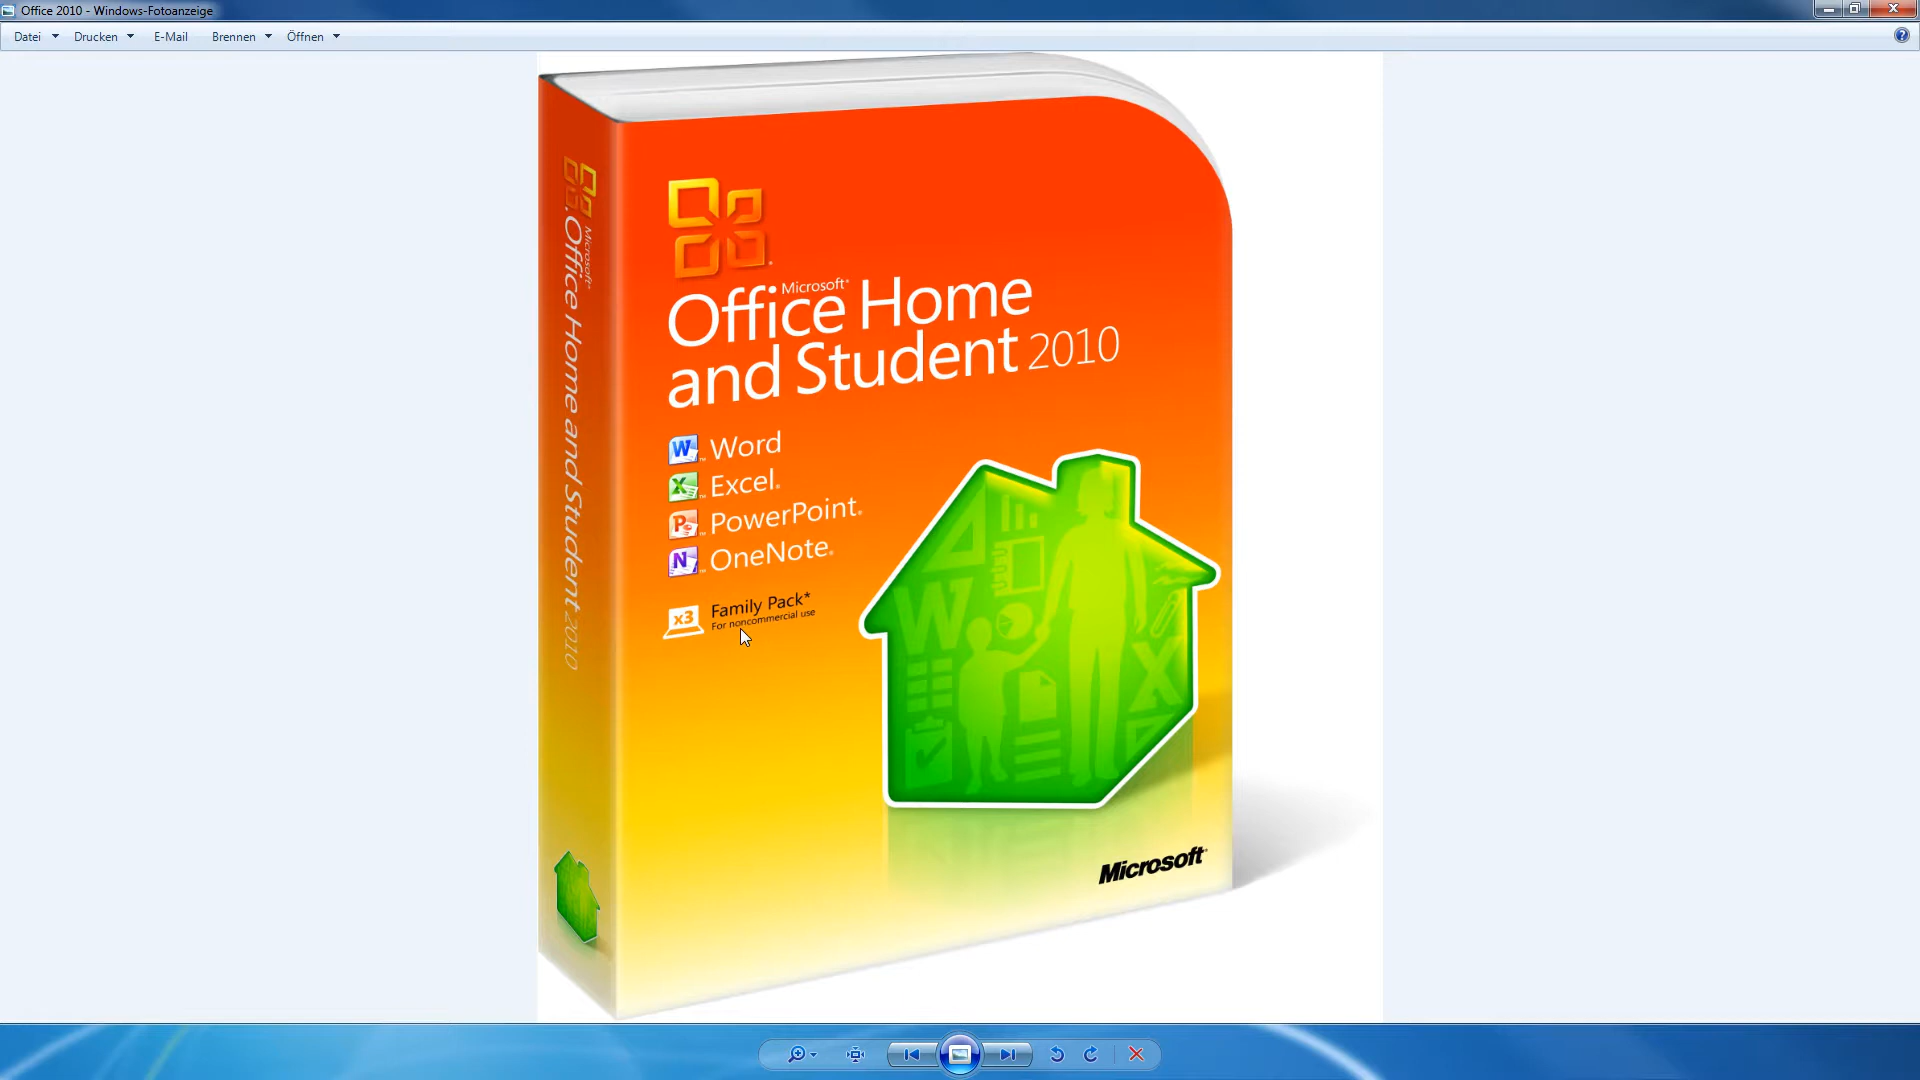 Office 2010 - Windows-Fotoanzeige
Datei Drucken E-Mail Brennen Öffnen
Microsoft®
Office Home
and Student 2010
Microsoft®
Office Home
and Student 2010
Word
Excel®
PowerPoint®
OneNote®
x3 Family Pack*
For noncommercial use
Microsoft®